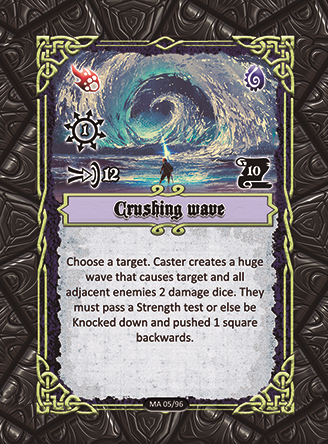 1
12
10
Crushing wave
Choose a target. Caster creates a huge
wave that causes target and all
adjacent enemies 2 damage dice. They
must pass a Strength test or else be
Knocked down and pushed 1 square
backwards.
MA 05/96